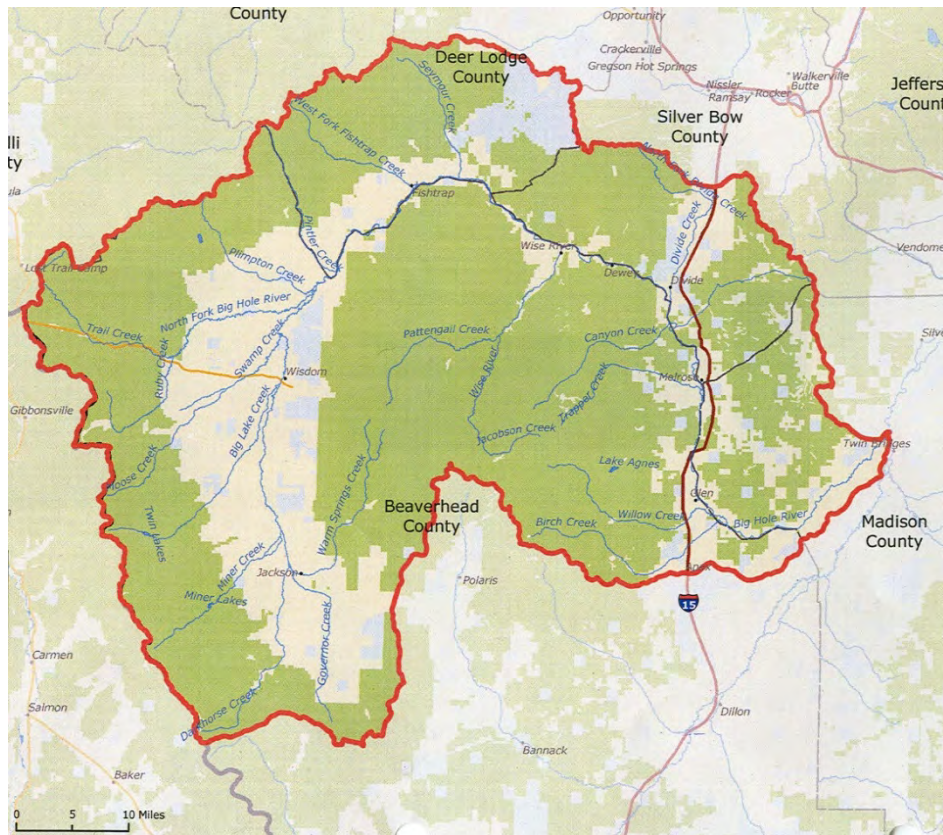 County
Opportunity
Crackerville
Gregson Hot Springs
Deer Lodge
County
Seymour Creek
Nissler
Ramsay
Rocker
Walkerville
Butte
Jeffers
Count
West Fork Fishtrap Creek
Silver Bow
County
lli
ty
ula
Fishtrap
Divide Creek
Pintler Creek
Wise River
Vendome
Plimpton Creek
Lost Trail Camp
Dewey
Divide
North Fork Big Hole River
Trail Creek
Pattengail Creek
Canyon Creek
Swamp Creek
Silve
Ruby Creek
Wise River
Wisdom
Melrose
Trapper Creek
Big Lake Creek
Gibbonsville
Jacobson Creek
Twin Bridges
Lake Agnes
Moose Creek
Warm Springs Creek
Glen
Beaverhead
County
Willow Creek
Big Hole River
Birch Creek
Madison
County
Twin Lakes
Miner Creek
Jackson
Apex
Polaris
Miner Lakes
15
Governor Creek
Carmen
Salmon
Darkhorse Creek
Dillon
Bannack
Baker
0 5 10 Miles